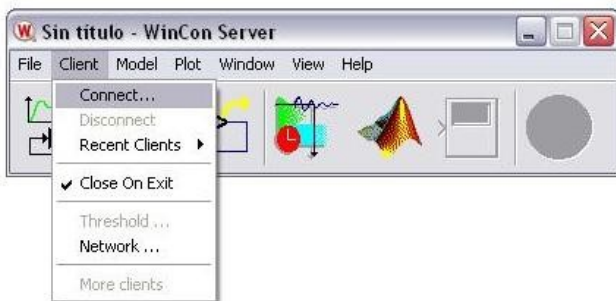 Sin título - WinCon Server
File Client Model Plot Window View Help
Connect...
Disconnect
Recent Clients
Close On Exit
Threshold ...
Network ...
More clients